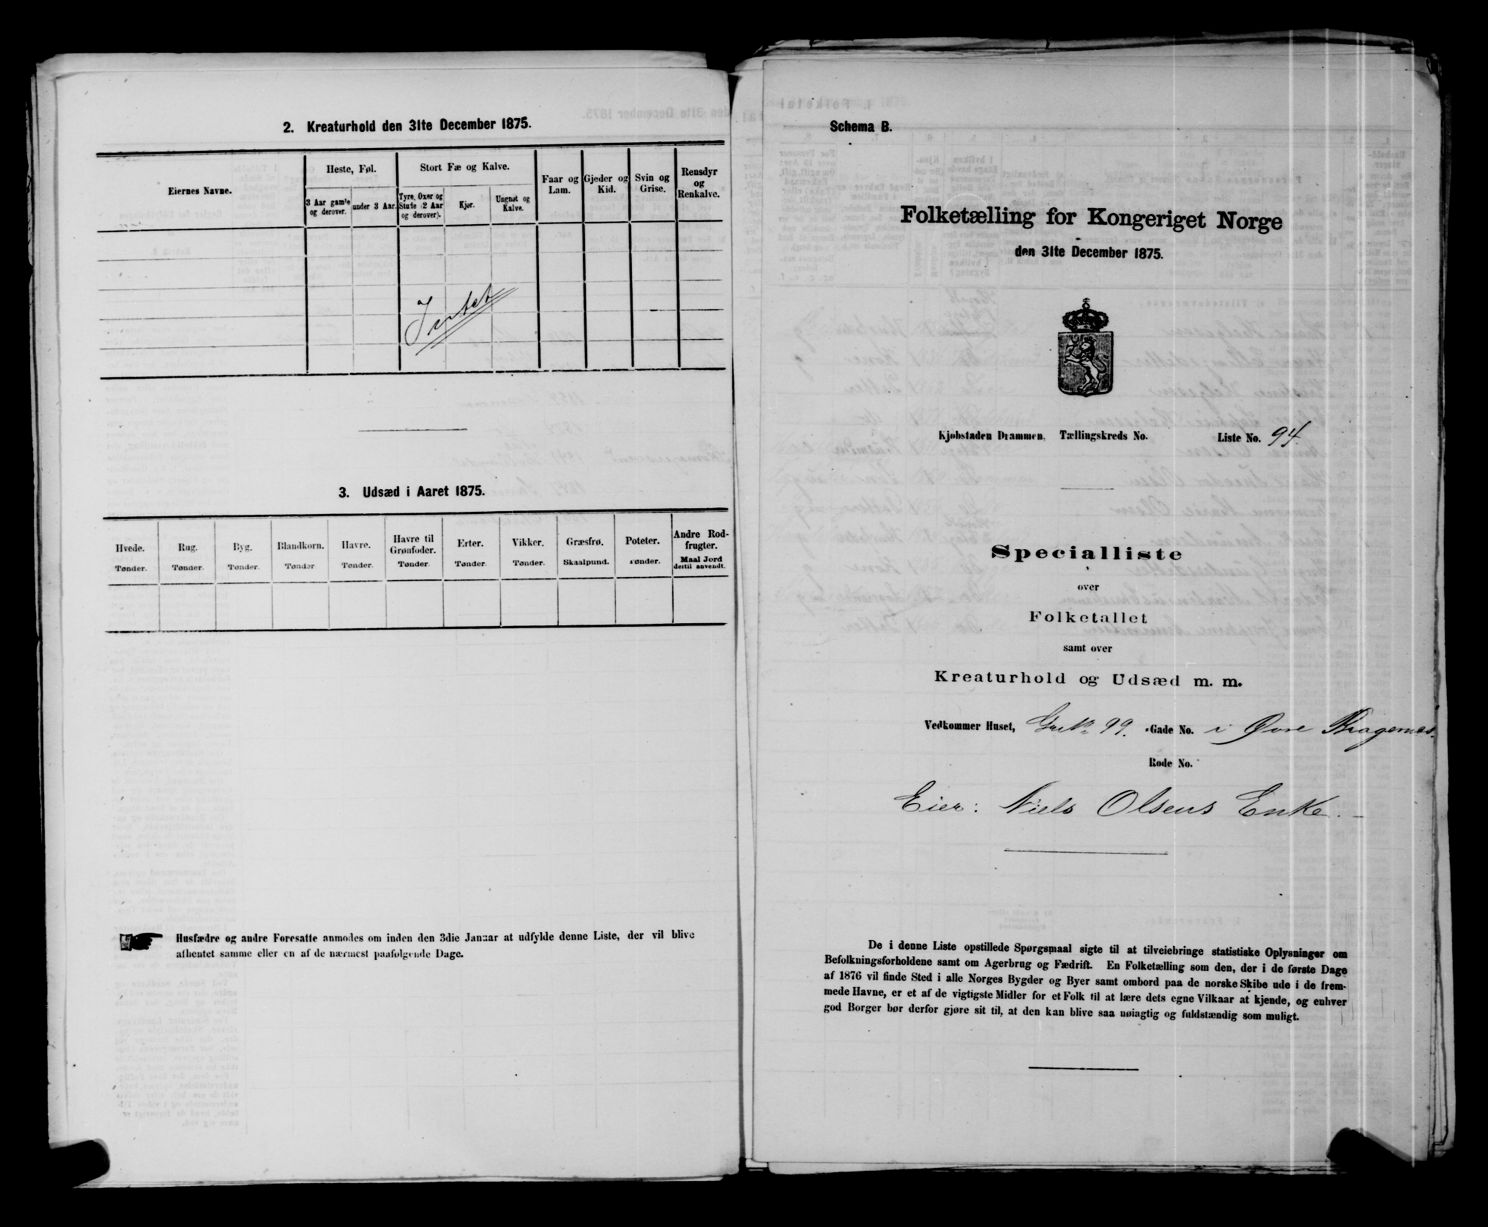 2. Kreaturhold den 31te December 1875.
Eiernes Navne.
Heste, Føl.
Stort Fæ og Kalve.
Faar og Lam.
Gjeder og Kid.
Svin og Grise.
Rensdyr og Renkalve.
3 Aar gamle og derover.
under 3 Aar.
Tyre, Oxer og Stude (2 Aar og derover).
Kjør.
Ungnøt og Kalve.
Intet
3. Udsæd i Aaret 1875.
Hvede. Rug. Byg. Blandkorn. Havre. Havre til Grønfoder. Erter. Vikker. Græsfrø. Poteter. Andre Rodfrugter.
Tønder. Tønder. Tønder. Tønder Tønder. Tønder. Tønder. Tønder. Skaalpund. Tønder. Maal Jord dertil anvendt.
Husfædre og andre Foresatte anmodes om inden den 3die Januar at udfylde denne Liste, der vil blive
afhentet samme eller en af de nærmest paafølgende Dage.
Schema B.
Folketælling for Kongeriget Norge
den 31te December 1875.
Kjøbstaden Drammen. Tællingskreds No. Liste No. 94.
Specialliste
over
Folketallet
samt over
Kreaturhold og Udsæd m. m.
Vedkommer Huset, 99. Gade No. i Øvre Bragernes.
Rode No.
Eier: Niels Olsens Enke.
De i denne Liste opstillede Spørgsmaal sigte til at tilveiebringe statistiske Oplysninger om
Befolkningsforholdene samt om Agerbrug og Fædrift. En Folketælling som den, der i de første Dage
af 1876 vil finde Sted i alle Norges Bygder og Byer samt ombord paa de norske Skibe ude i de frem-
mede Havne, er et af de vigtigste Midler for et Folk til at lære dets egne Vilkaar at kjende, og enhver
god Borger bør derfor gjøre sit til, at den kan blive saa nøiagtig og fuldstændig som muligt.